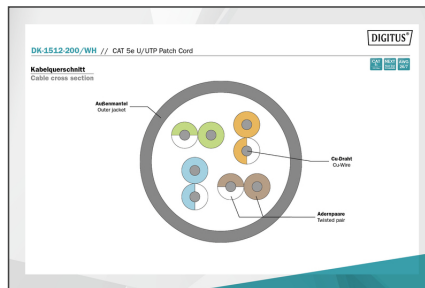 DIGITUS®
DK-1512-200/WH // CAT 5e U/UTP Patch Cord
Kabelquerschnitt
Cable cross section
Außenmantel
Outer jacket
Cu-Draht
Cu-Wire
Adernpaare
Twisted pair